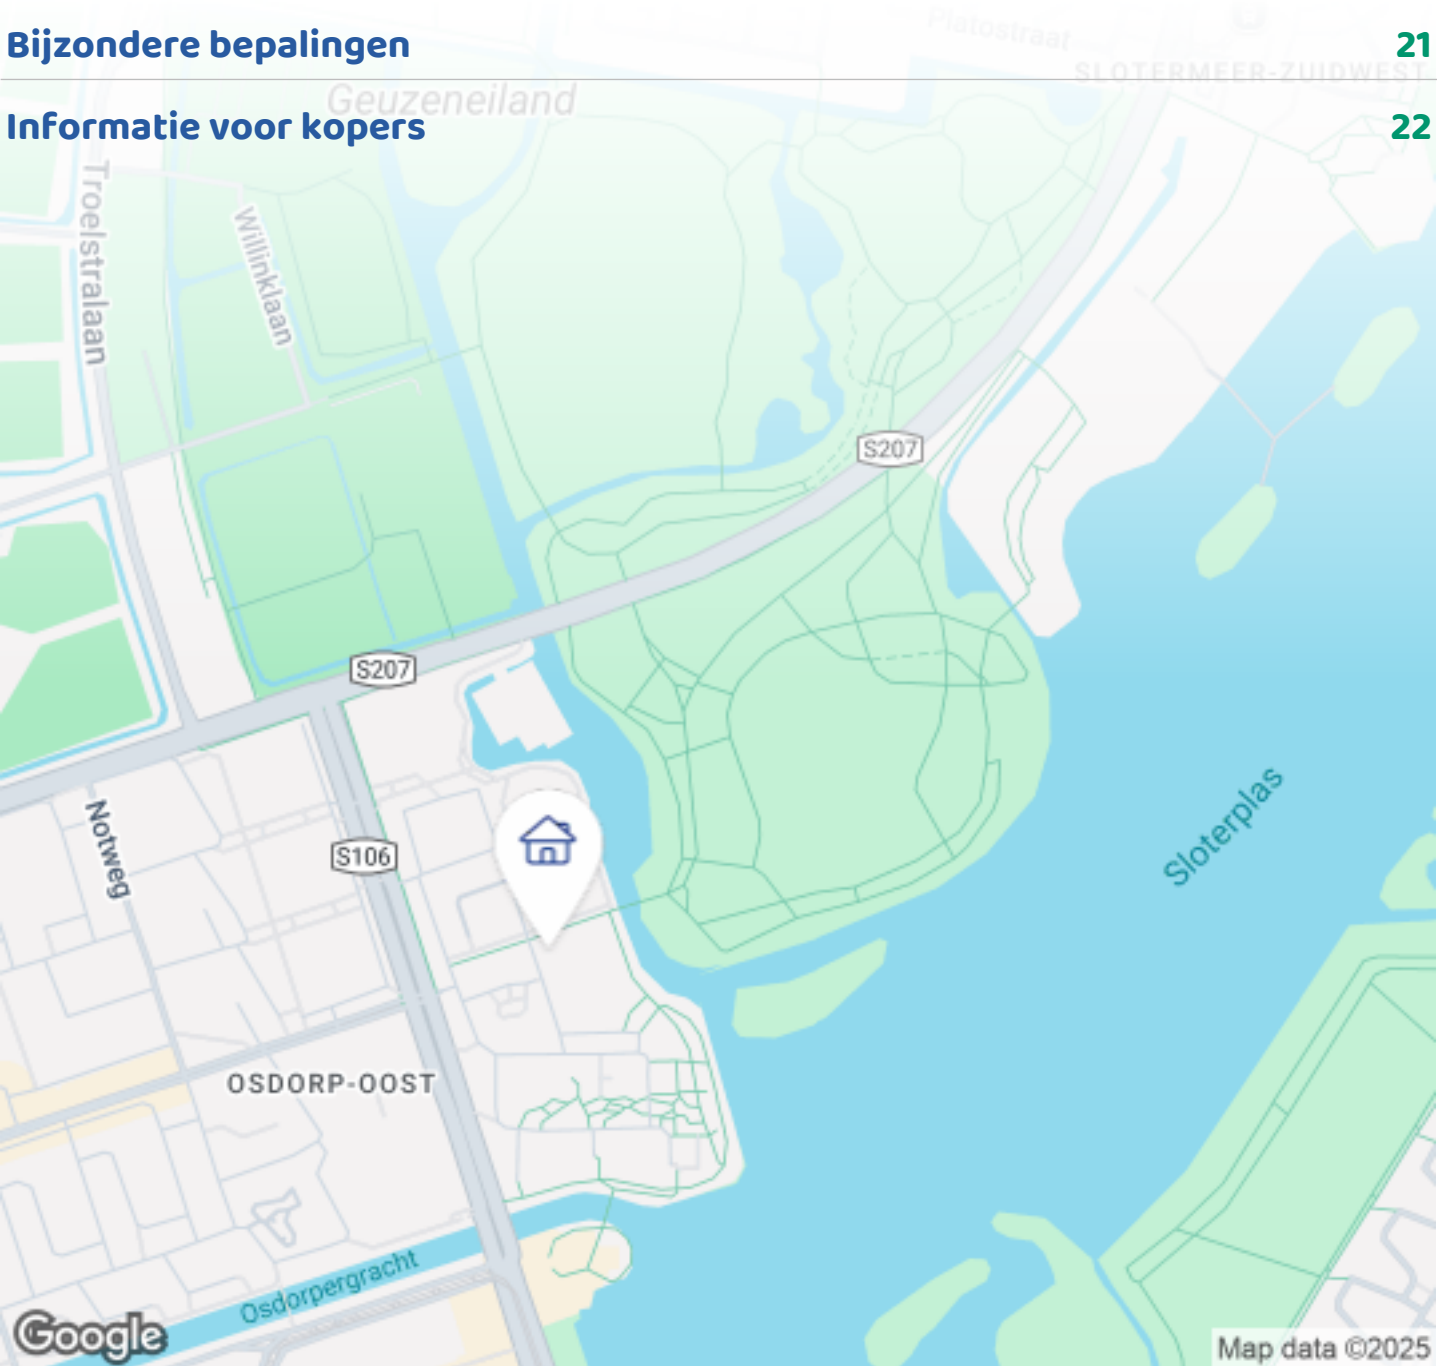 Platostraat
Bijzondere bepalingen 21
SLOTERMEER-ZUIDWEST
Geuzeneiland
Informatie voor kopers 22
Troelstralaan
Willinklaan
S207
S207
Sloterplas
Notweg
S106
OSDORP-OOST
Osdorpergracht
Google
Map data ©2025